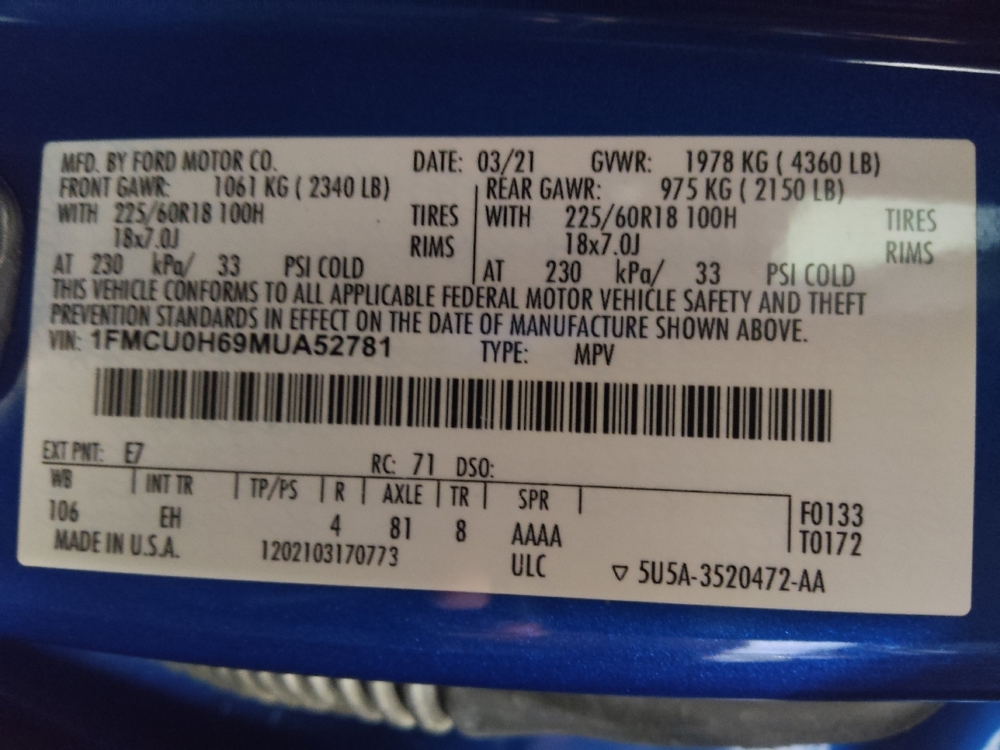 MFD. BY FORD MOTOR CO. DATE: 03/21 GVWR: 1978 KG ( 4360 LB)
FRONT GAWR: 1061 KG ( 2340 LB) REAR GAWR: 975 KG ( 2150 LB)
WITH 225/60R18 100H TIRES WITH 225/60R18 100H TIRES
18x7.0J RIMS 18x7.0J RIMS
AT 230 kPa/ 33 PSI COLD AT 230 kPa/ 33 PSI COLD
THIS VEHICLE CONFORMS TO ALL APPLICABLE FEDERAL MOTOR VEHICLE SAFETY AND THEFT
PREVENTION STANDARDS IN EFFECT ON THE DATE OF MANUFACTURE SHOWN ABOVE.
VIN: 1FMCU0H69MUA52781 TYPE: MPV
EXT PNT: E7 RC: 71 DSO:
WB INT TR TP/PS R AXLE TR SPR
106 EH 4 81 8 AAAA F0133
MADE IN U.S.A. 1202103170773 ULC T0172
▽ 5U5A-3520472-AA